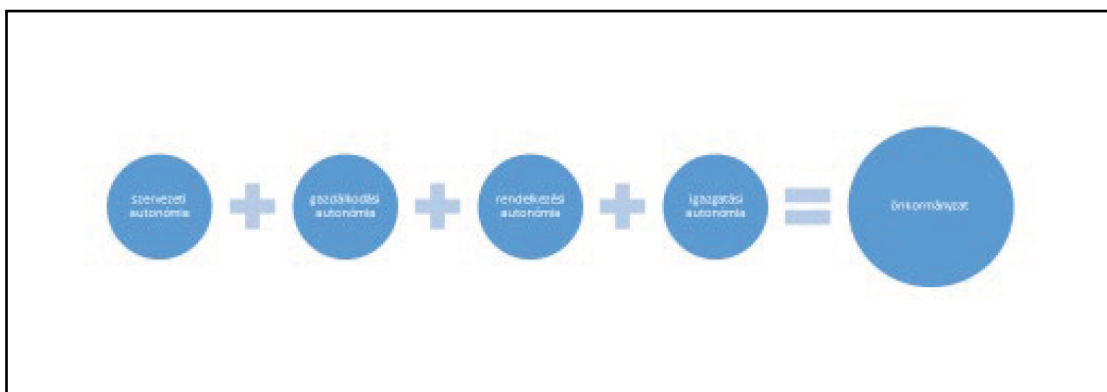 szervezeti
autonómia
gazdálkodási
autonómia
rendelkezési
autonómia
igazgatási
autonómia
önkormányzat